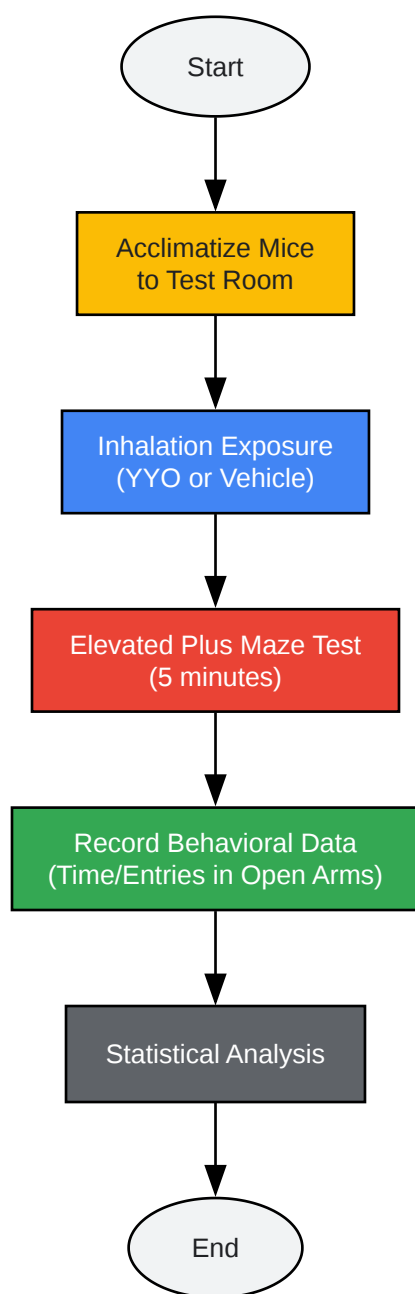 Start
Acclimatize Mice
to Test Room
Inhalation Exposure
(YYO or Vehicle)
Elevated Plus Maze Test
(5 minutes)
Record Behavioral Data
(Time/Entries in Open Arms)
Statistical Analysis
End